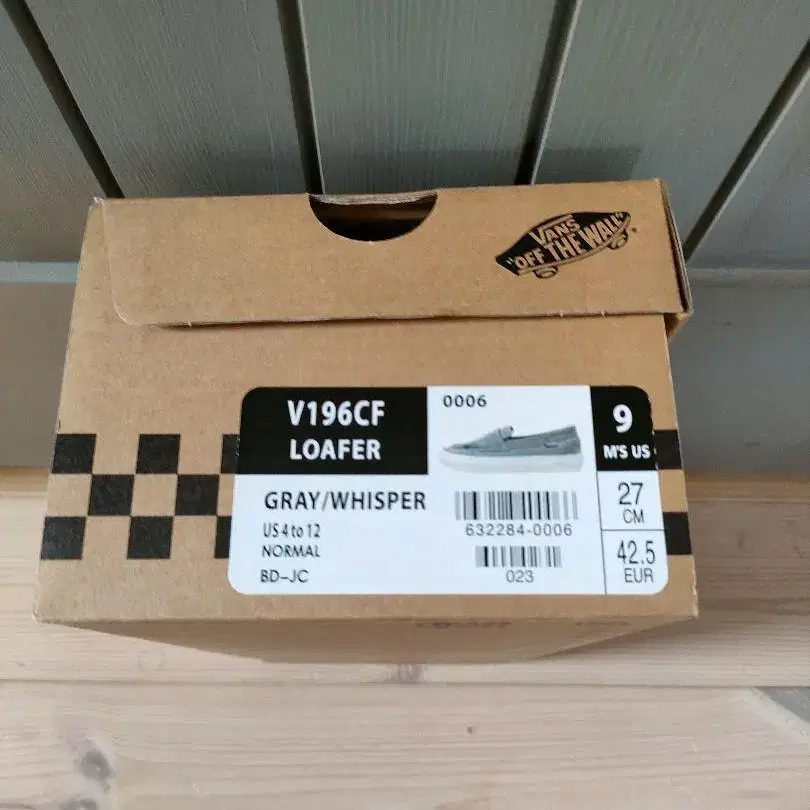 VANS
"OFF THE WALL"
V196CF
LOAFER
0006
9
M'S US
GRAY/WHISPER
US 4 to 12
NORMAL
BD-JC
632284-0006
023
27
CM
42.5
EUR